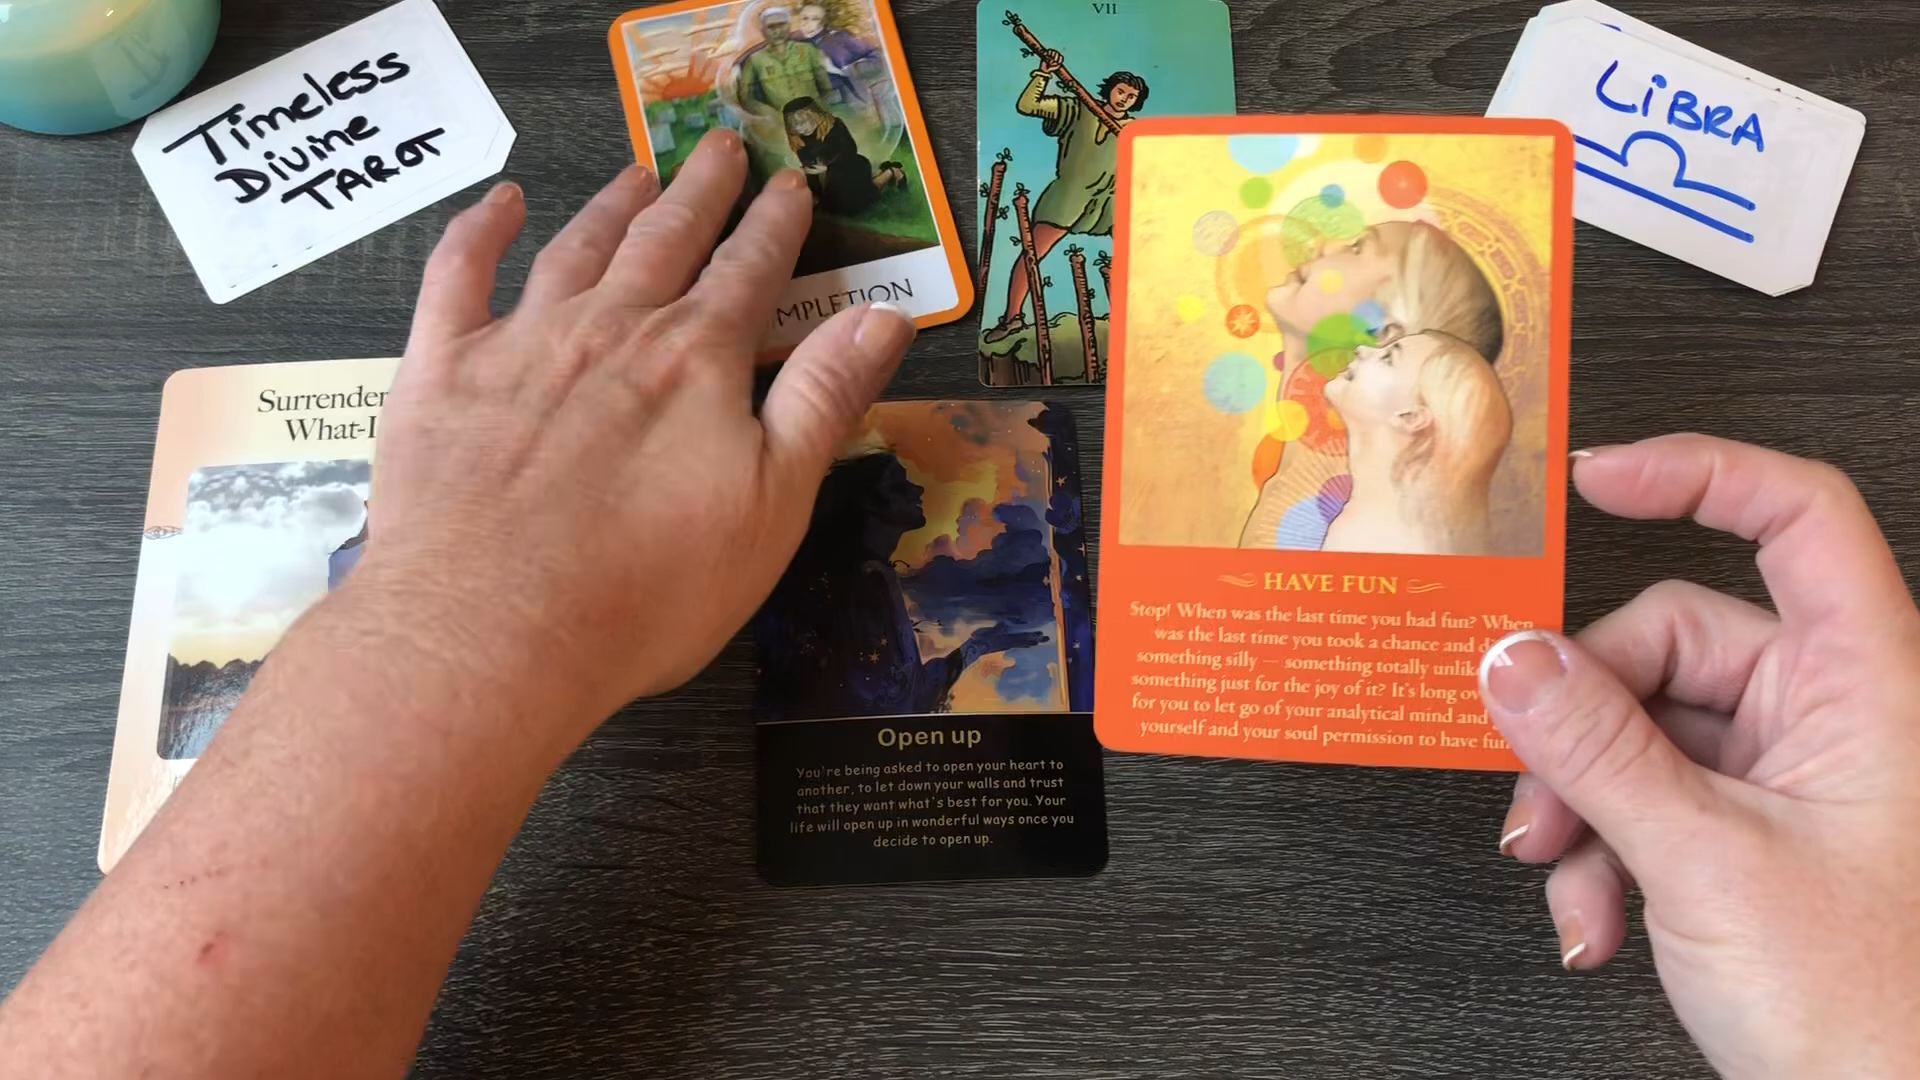 Timeless
Divine
TAROT
VII
LiBRA
MPLETION
Surrender
HAVE FUN
Stop! When was the last time you had fun? When
was the last time you took a chance and
something silly — something totally
something just for the joy of it? It's long
for you to let go of your analytical mind and
yourself and your soul permission to have
Open up
You're being asked to open your heart to
another, to let down your walls and trust
that they want what's best for you. Your
life will open up in wonderful ways once you
decide to open up.